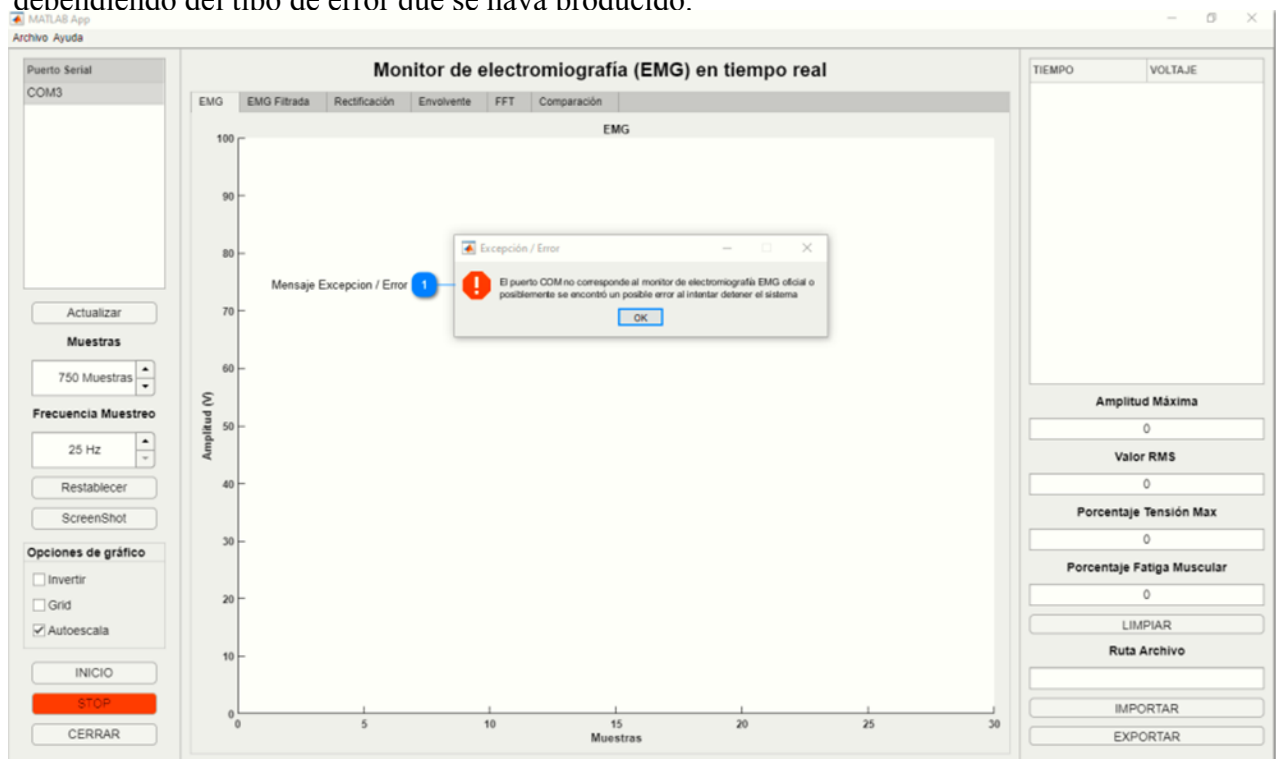 dependiendo del tipo de error que se haya producido.
MATLAB App
Archivo Ayuda
Puerto Serial
COM3
Actualizar
Muestras
750 Muestras
Frecuencia Muestreo
25 Hz
Restablecer
ScreenShot
Opciones de gráfico
Invertir
Grid
Autoescala
INICIO
STOP
CERRAR
Monitor de electromiografía (EMG) en tiempo real
EMG EMG Filtrada Rectificación Envolvente FFT Comparación
EMG
100
90
80
70
60
50
40
30
20
10
0
Amplitud (V)
0 5 10 15 20 25 30
Muestras
Mensaje Excepcion / Error 1
Excepción / Error
El puerto COM no corresponde al monitor de electromiografía EMG oficial o
posiblemente se encontró un posible error al intentar detener el sistema
OK
TIEMPO VOLTAJE
Amplitud Máxima
0
Valor RMS
0
Porcentaje Tensión Max
0
Porcentaje Fatiga Muscular
0
LIMPIAR
Ruta Archivo
IMPORTAR
EXPORTAR